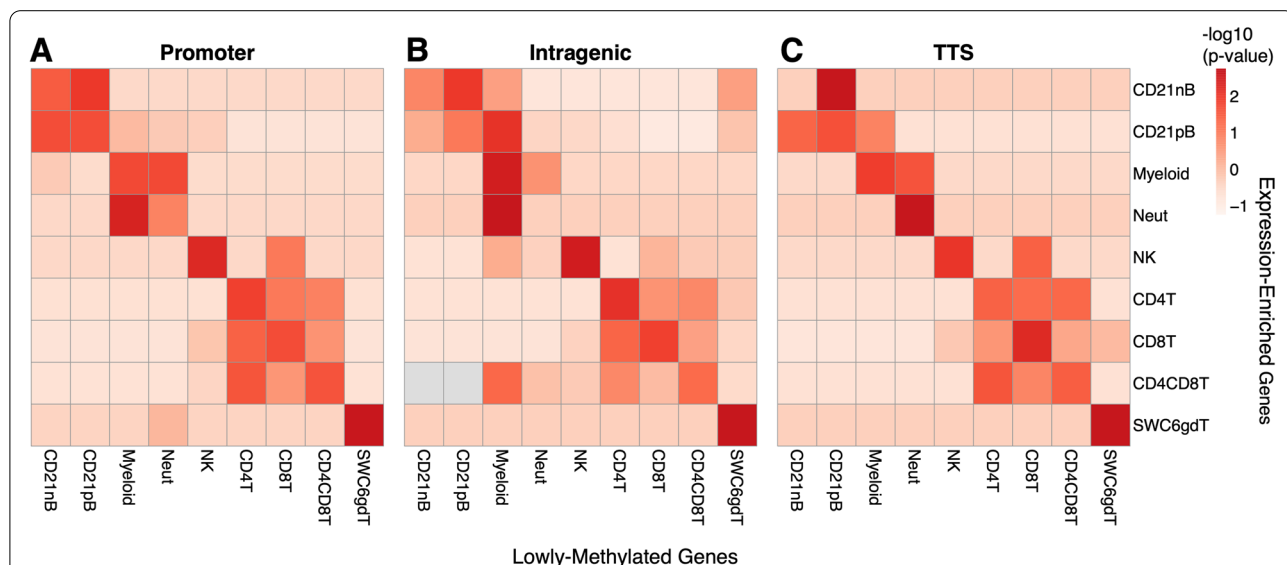 A Promoter
B Intragenic
C TTS
-log10
(p-value)
2
1
0
−1
CD21nB
CD21pB
Myeloid
Neut
NK
CD4T
CD8T
CD4CD8T
SWC6gdT
Expression-Enriched Genes
CD21nB
CD21pB
Myeloid
Neut
NK
CD4T
CD8T
CD4CD8T
SWC6gdT
CD21nB
CD21pB
Myeloid
Neut
NK
CD4T
CD8T
CD4CD8T
SWC6gdT
CD21nB
CD21pB
Myeloid
Neut
NK
CD4T
CD8T
CD4CD8T
SWC6gdT
Lowly-Methylated Genes